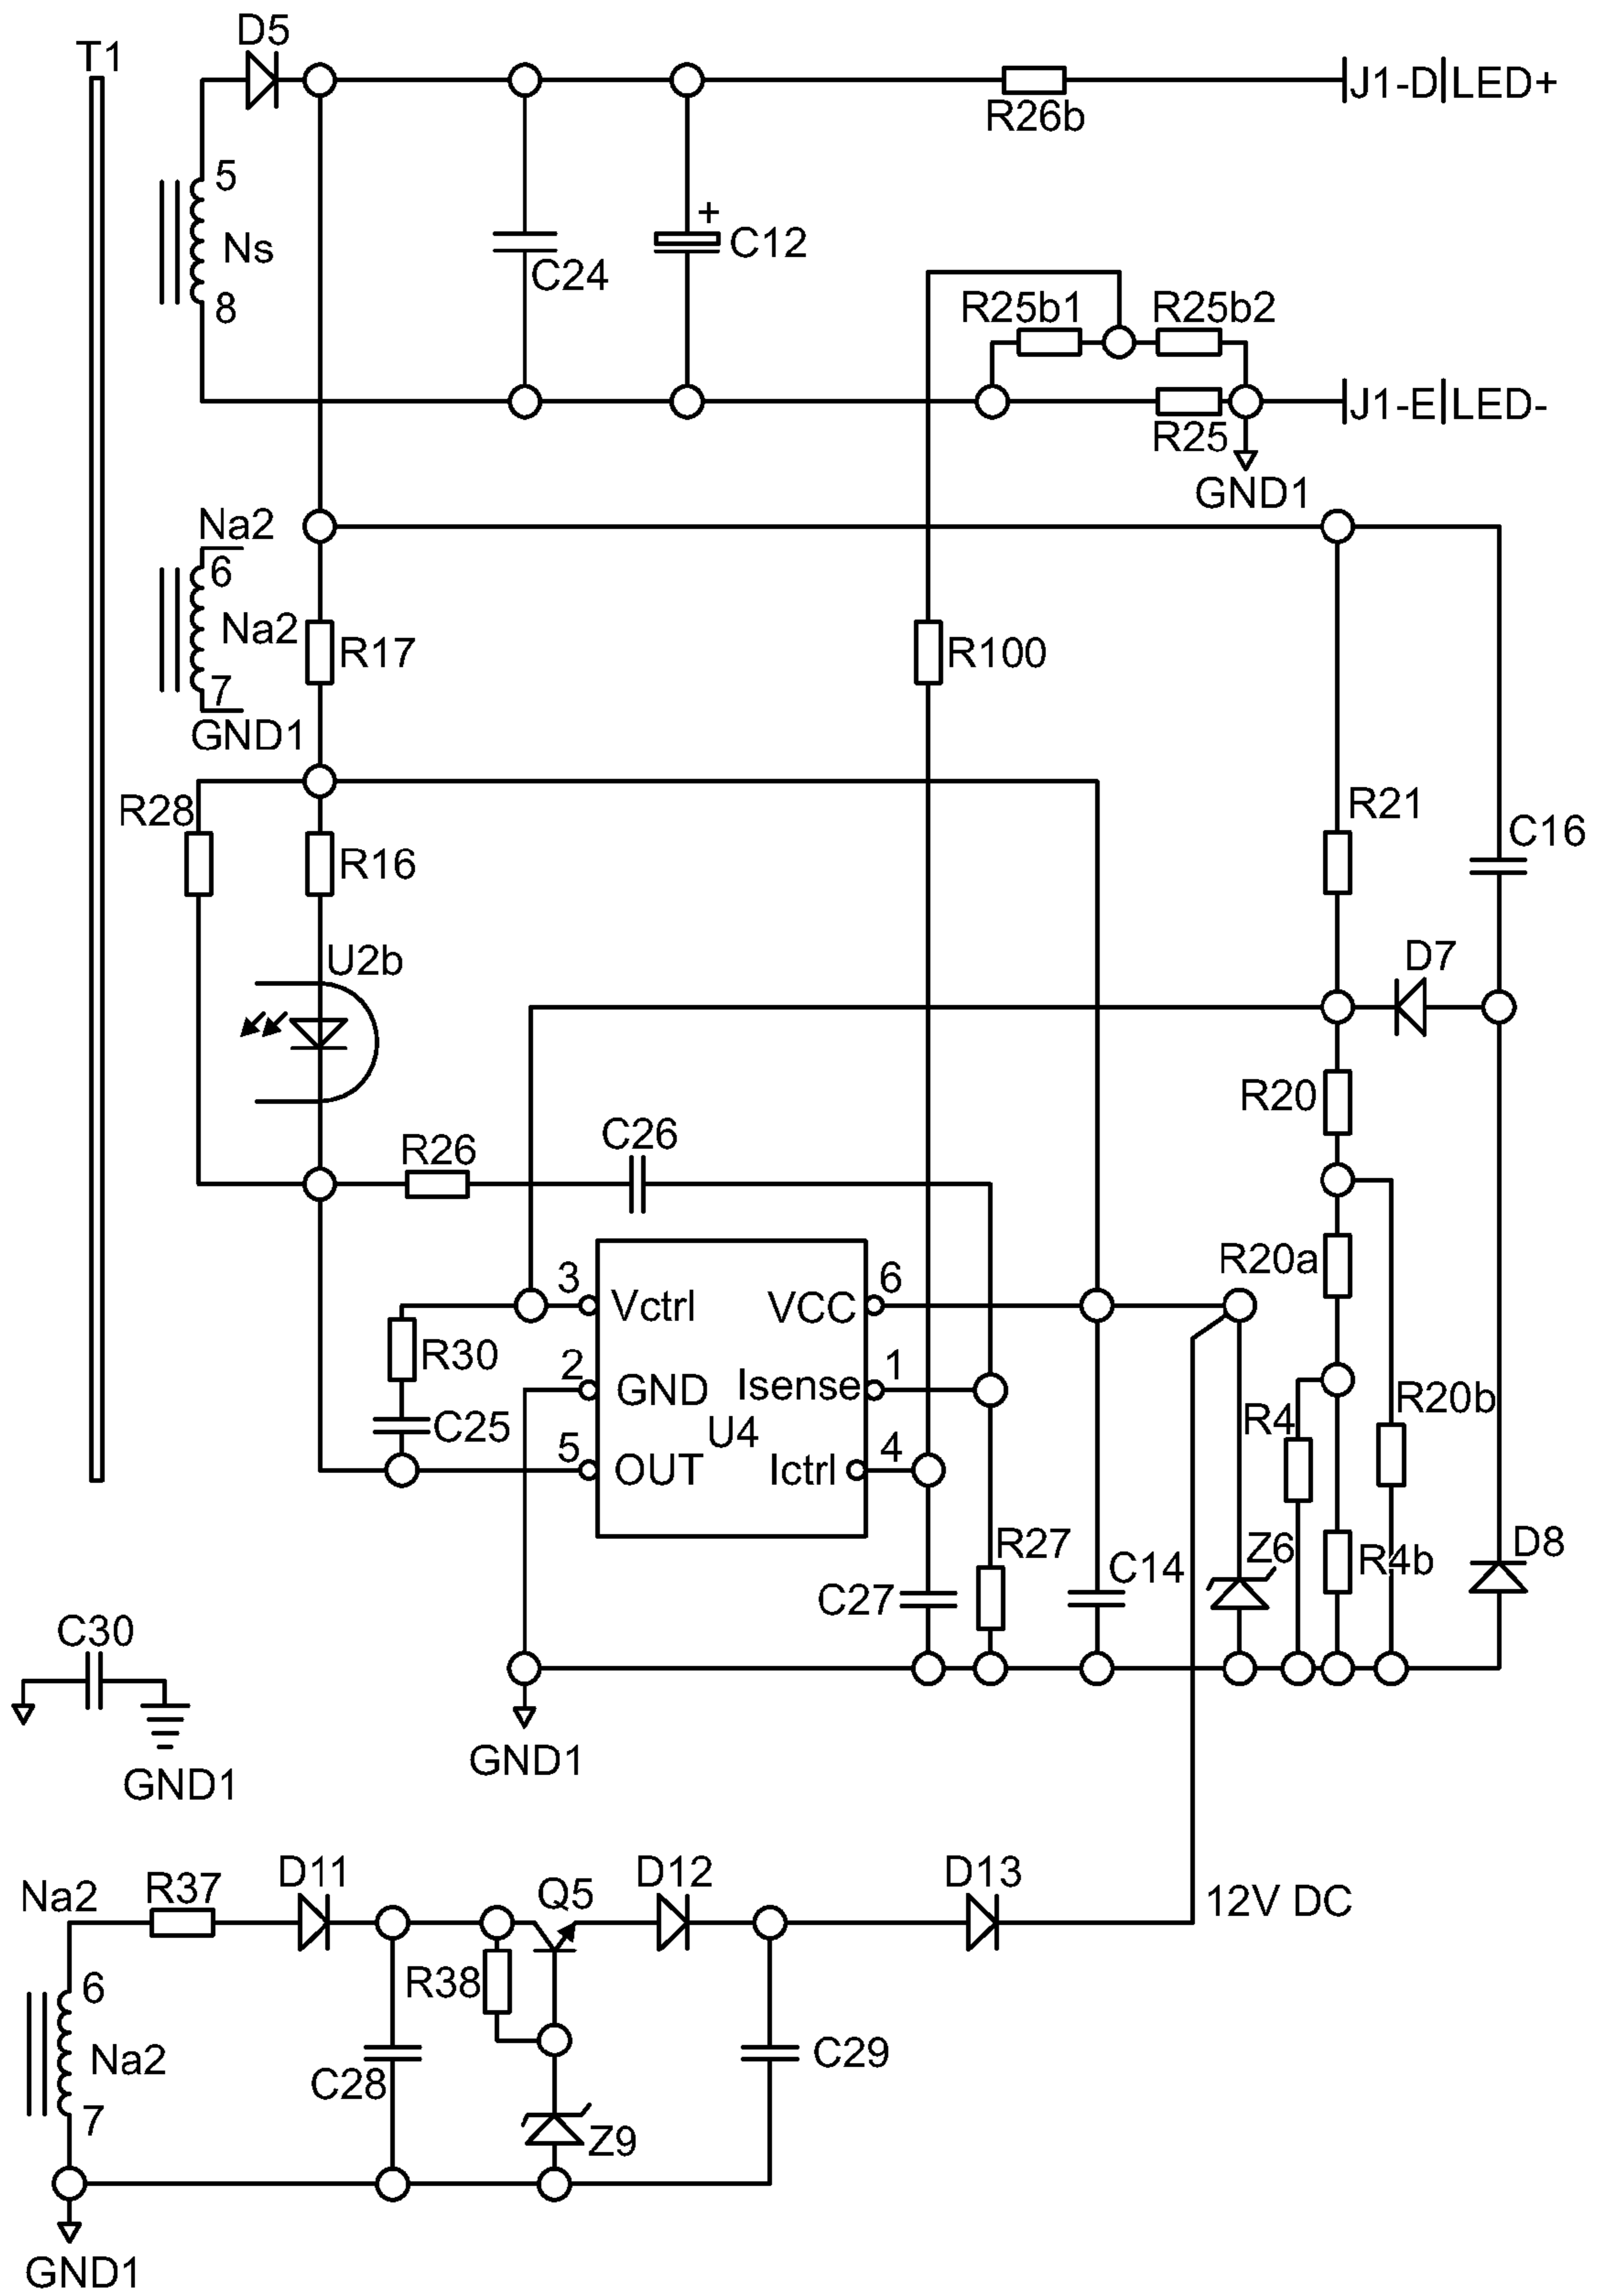 D5
T1
J1-D LED+
R26b
5
Ns
8
+
C12
C24
R25b1 R25b2
J1-E LED-
R25
GND1
Na2
6
Na2
7
GND1
R17
R100
R28
R16
R21
C16
U2b
D7
R20
R26
C26
R20a
3
Vctrl
VCC
6
R30
2
GND
Isense
1
R20b
C25
U4
R4
5
OUT
Ictrl
4
R27
C14
Z6
R4b
D8
C27
C30
GND1
GND1
Na2
R37
D11
Q5
D12
D13
12V DC
6
R38
Na2
C28
C29
7
Z9
GND1